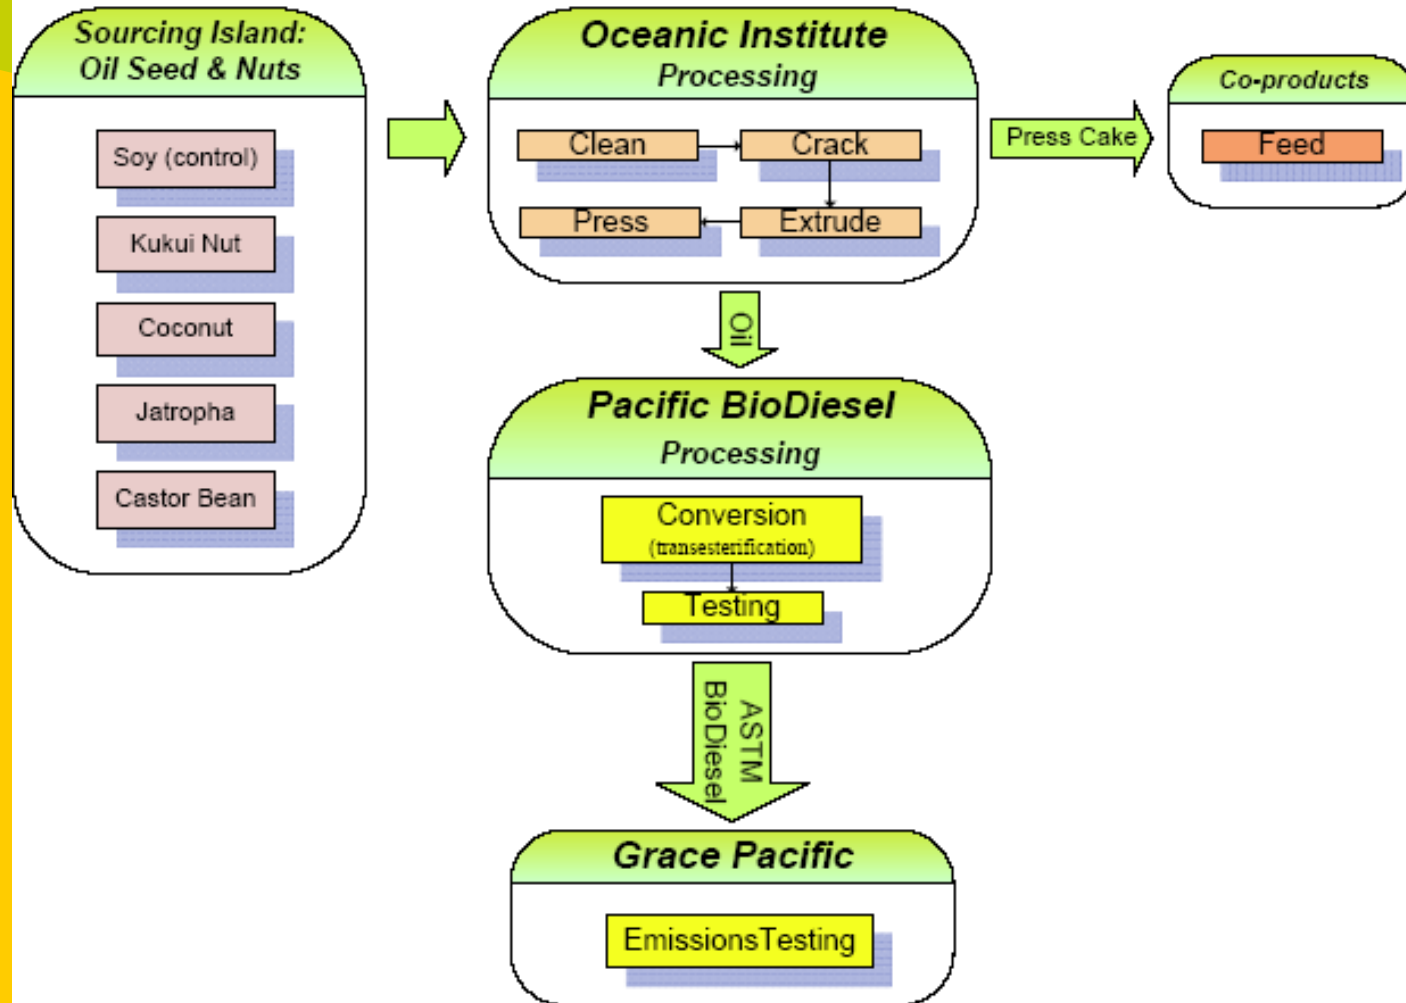 Sourcing Island:
Oil Seed & Nuts
Soy (control)
Kukui Nut
Coconut
Jatropha
Castor Bean
Oceanic Institute
Processing
Clean
Crack
Press
Extrude
Press Cake
Co-products
Feed
Oil
Pacific BioDiesel
Processing
Conversion
(transesterification)
Testing
ASTM
BioDiesel
Grace Pacific
EmissionsTesting